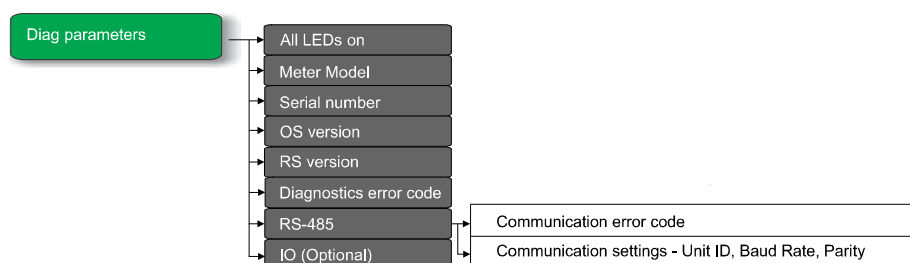 Diag parameters
All LEDs on
Meter Model
Serial number
OS version
RS version
Diagnostics error code
RS-485
Communication error code
IO (Optional)
Communication settings - Unit ID, Baud Rate, Parity